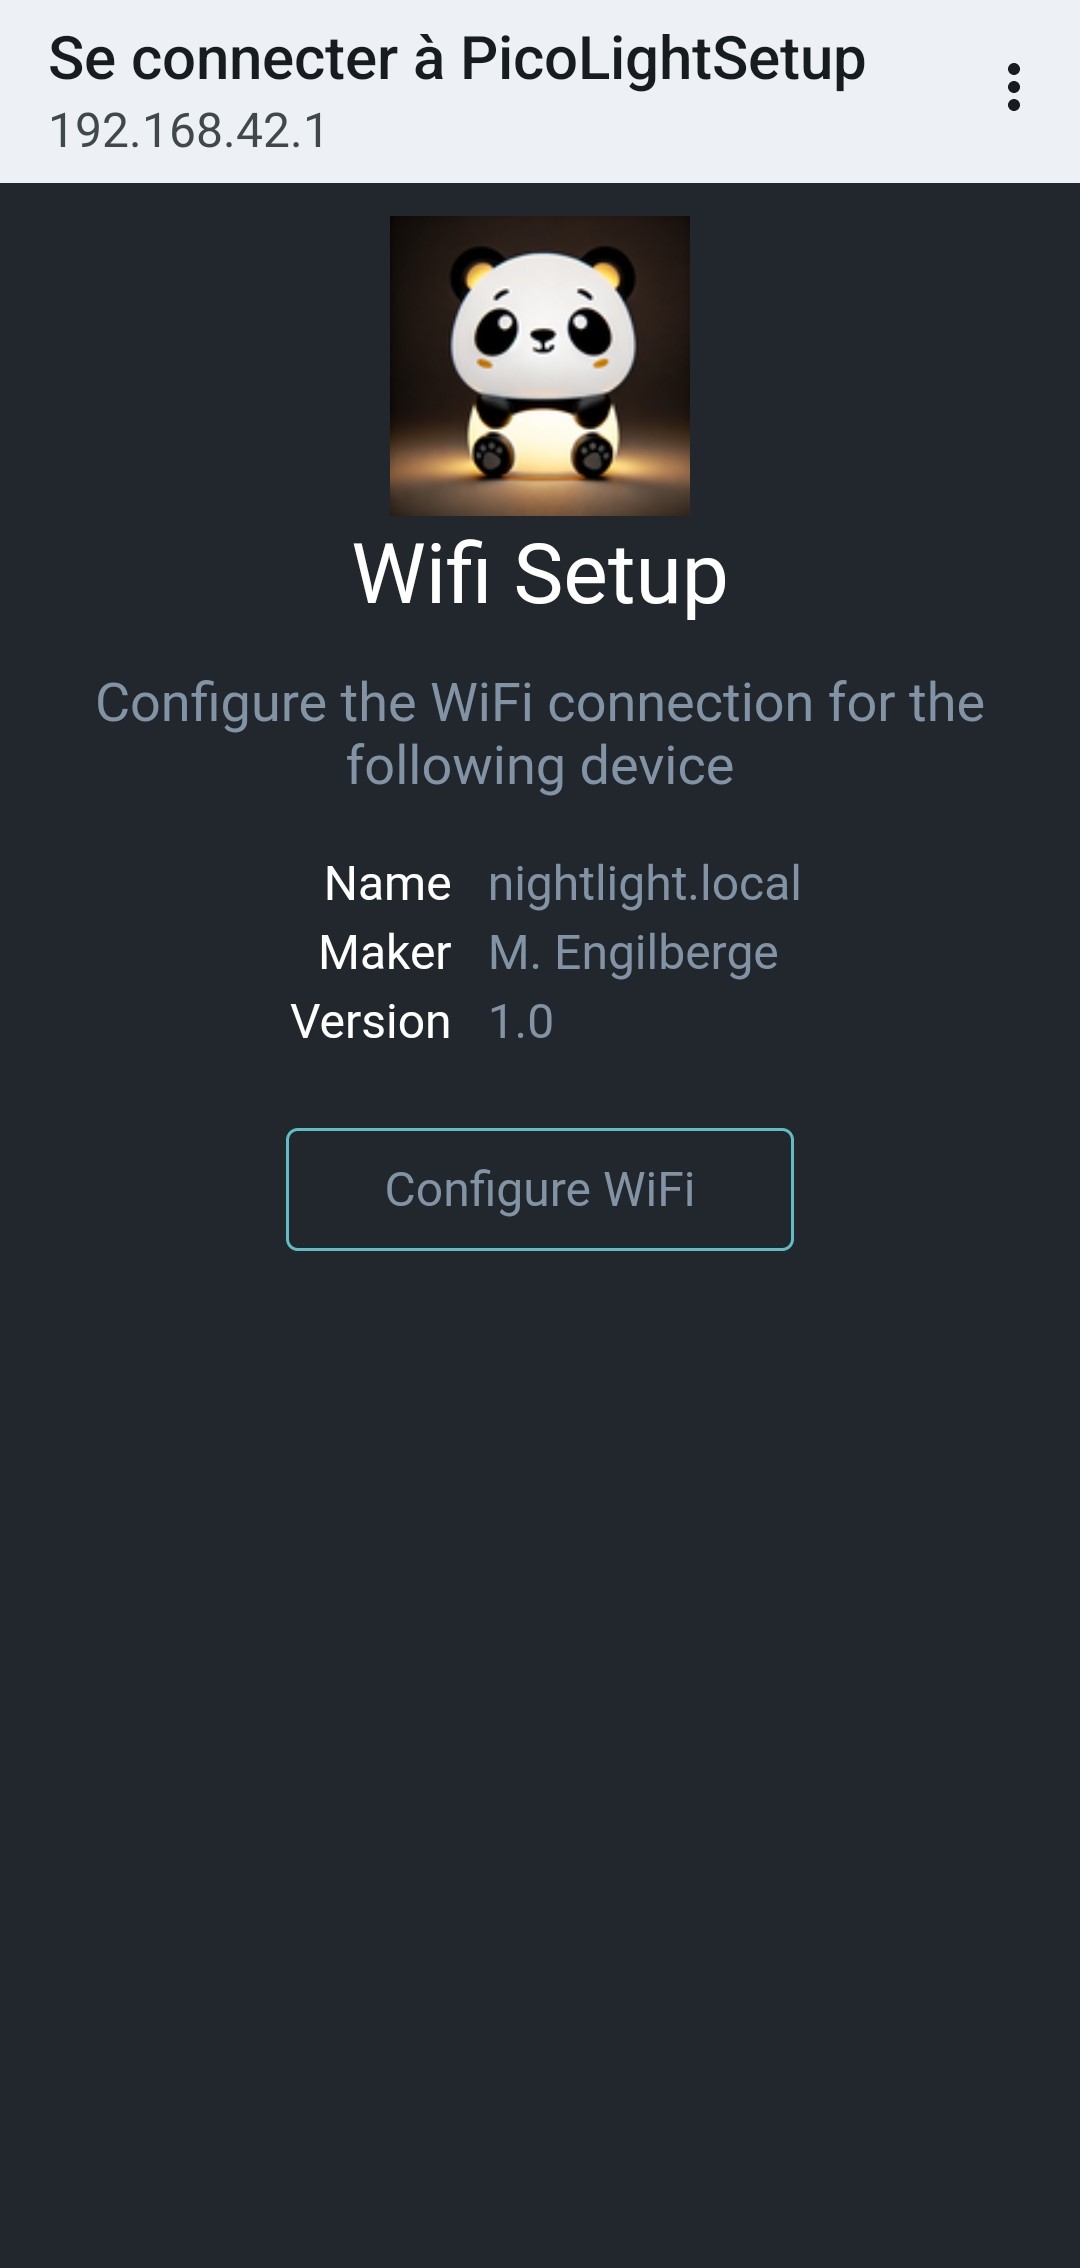 Se connecter à PicoLightSetup
192.168.42.1
Wifi Setup
Configure the WiFi connection for the
following device
Name nightlight.local
Maker M. Engilberge
Version 1.0
Configure WiFi